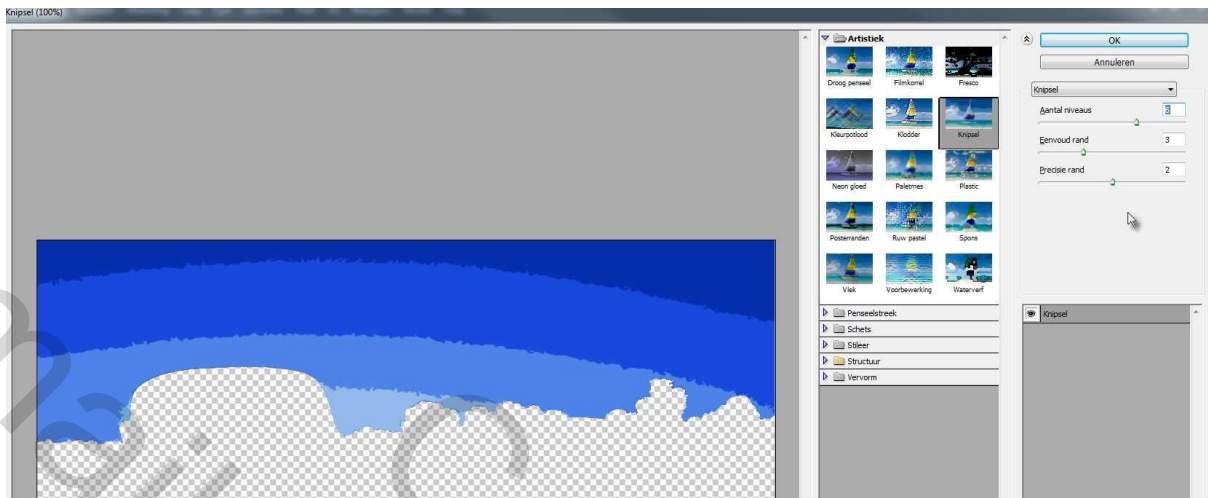 Knipsel (100%)
Artistiek
Droog penseel
Filmkorrel
Fresco
Kleurpotlood
Klodder
Knipsel
Neon gloed
Paletmes
Plastic
Posterranden
Ruw pastel
Spons
Vlek
Voorbewerking
Waterverf
Penseelstreek
Schets
Stileer
Structuur
Vervorm
OK
Annuleren
Knipsel
Aantal niveaus
Eenvoud rand 3
Precisie rand 2
Knipsel